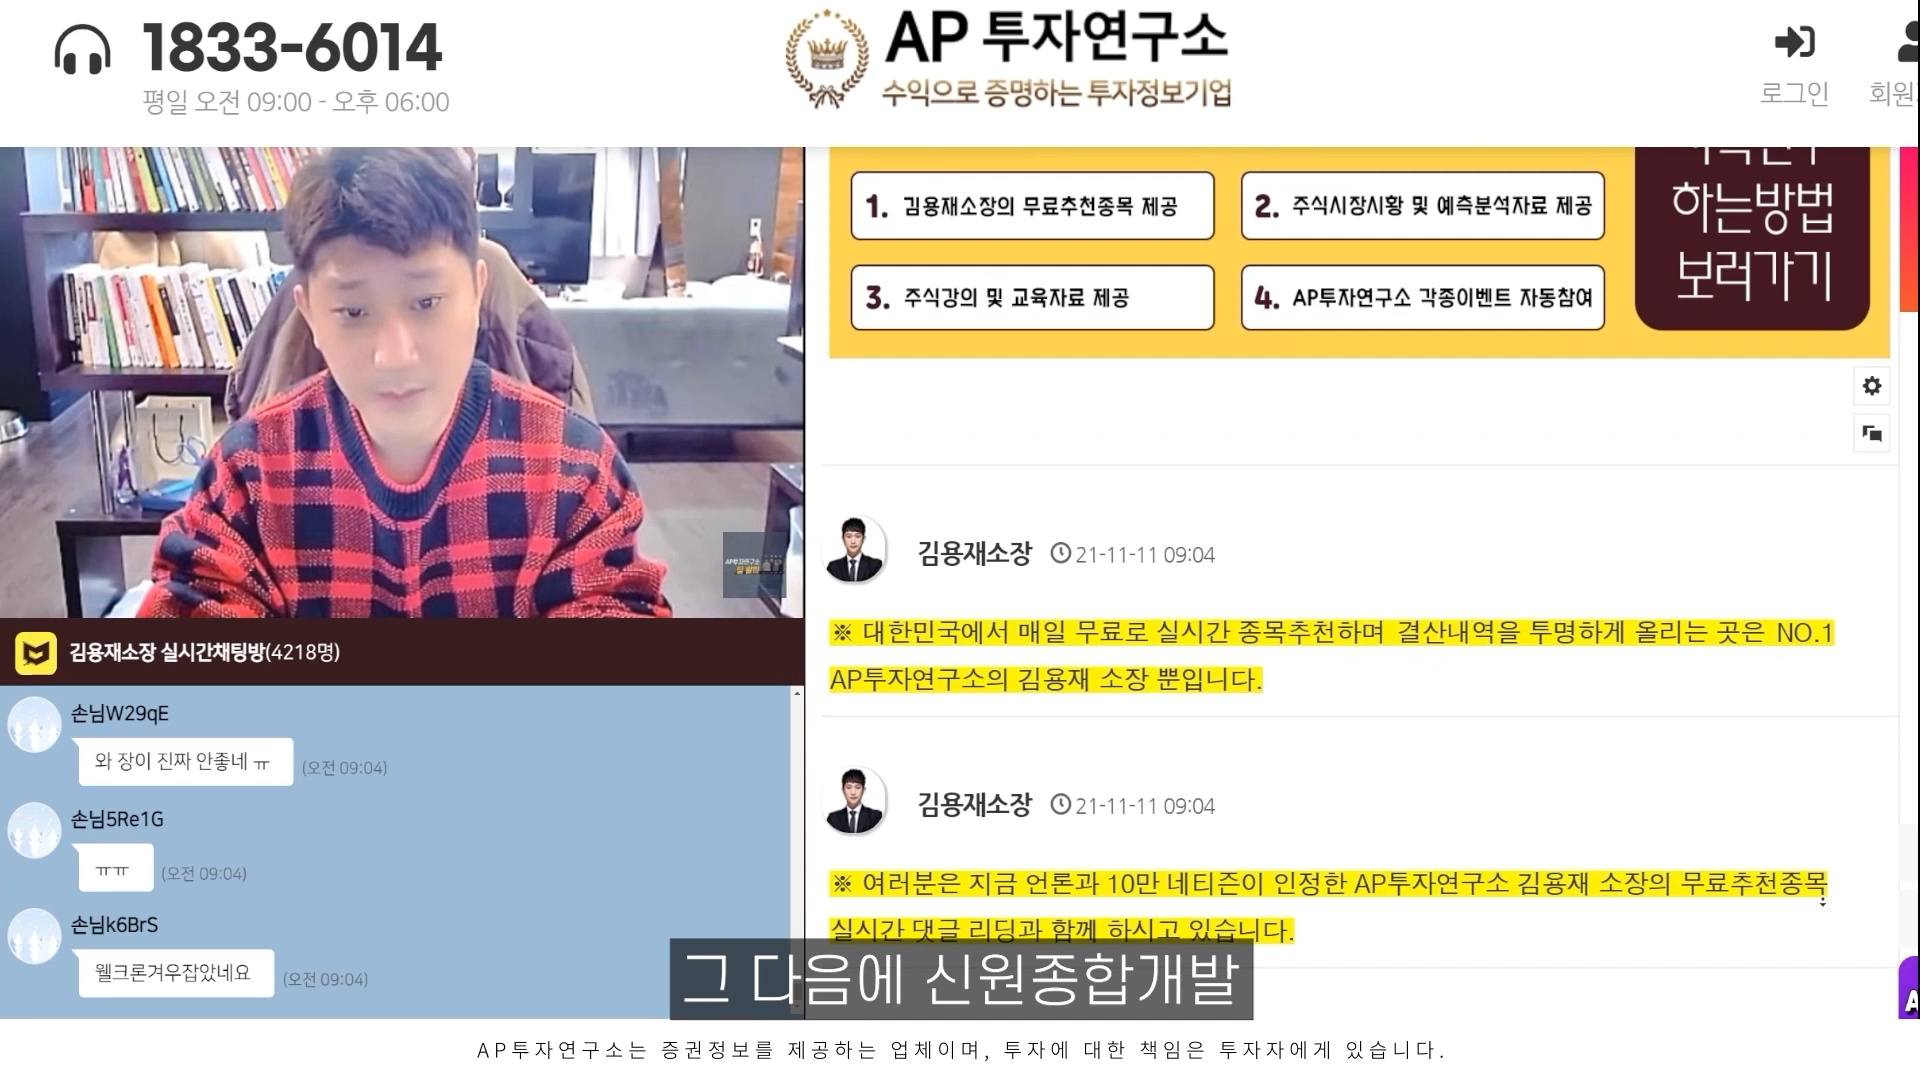 1833-6014
평일 오전 09:00 - 오후 06:00
AP 투자연구소
수익으로 증명하는 투자정보기업
로그인
회원
하는방법
보러가기
1. 김용재소장의 무료추천종목 제공
2. 주식시장시황 및 예측분석자료 제공
3. 주식강의 및 교육자료 제공
4. AP투자연구소 각종이벤트 자동참여
AP투자연구소
김용재소장 실시간채팅방(4218명)
손님W29qE
와 장이 진짜 안좋네 ㅠ (오전 09:04)
손님5Re1G
ㅠㅠ (오전 09:04)
손님k6BrS
웰크론겨우잡았네요 (오전 09:04)
김용재소장 21-11-11 09:04
※ 대한민국에서 매일 무료로 실시간 종목추천하며 결산내역을 투명하게 올리는 곳은 NO.1
AP투자연구소의 김용재 소장 뿐입니다.
김용재소장 21-11-11 09:04
※ 여러분은 지금 언론과 10만 네티즌이 인정한 AP투자연구소 김용재 소장의 무료추천종목
실시간 댓글 리딩과 함께 하시고 있습니다.
그 다음에 신원종합개발
AP투자연구소는 증권정보를 제공하는 업체이며, 투자에 대한 책임은 투자자에게 있습니다.